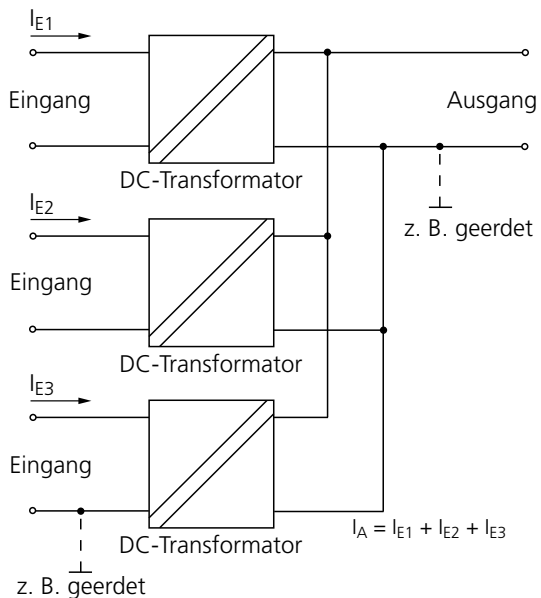 I_E1
Eingang
Ausgang
DC-Transformator
I_E2
z. B. geerdet
Eingang
DC-Transformator
I_E3
Eingang
I_A = I_E1 + I_E2 + I_E3
DC-Transformator
z. B. geerdet